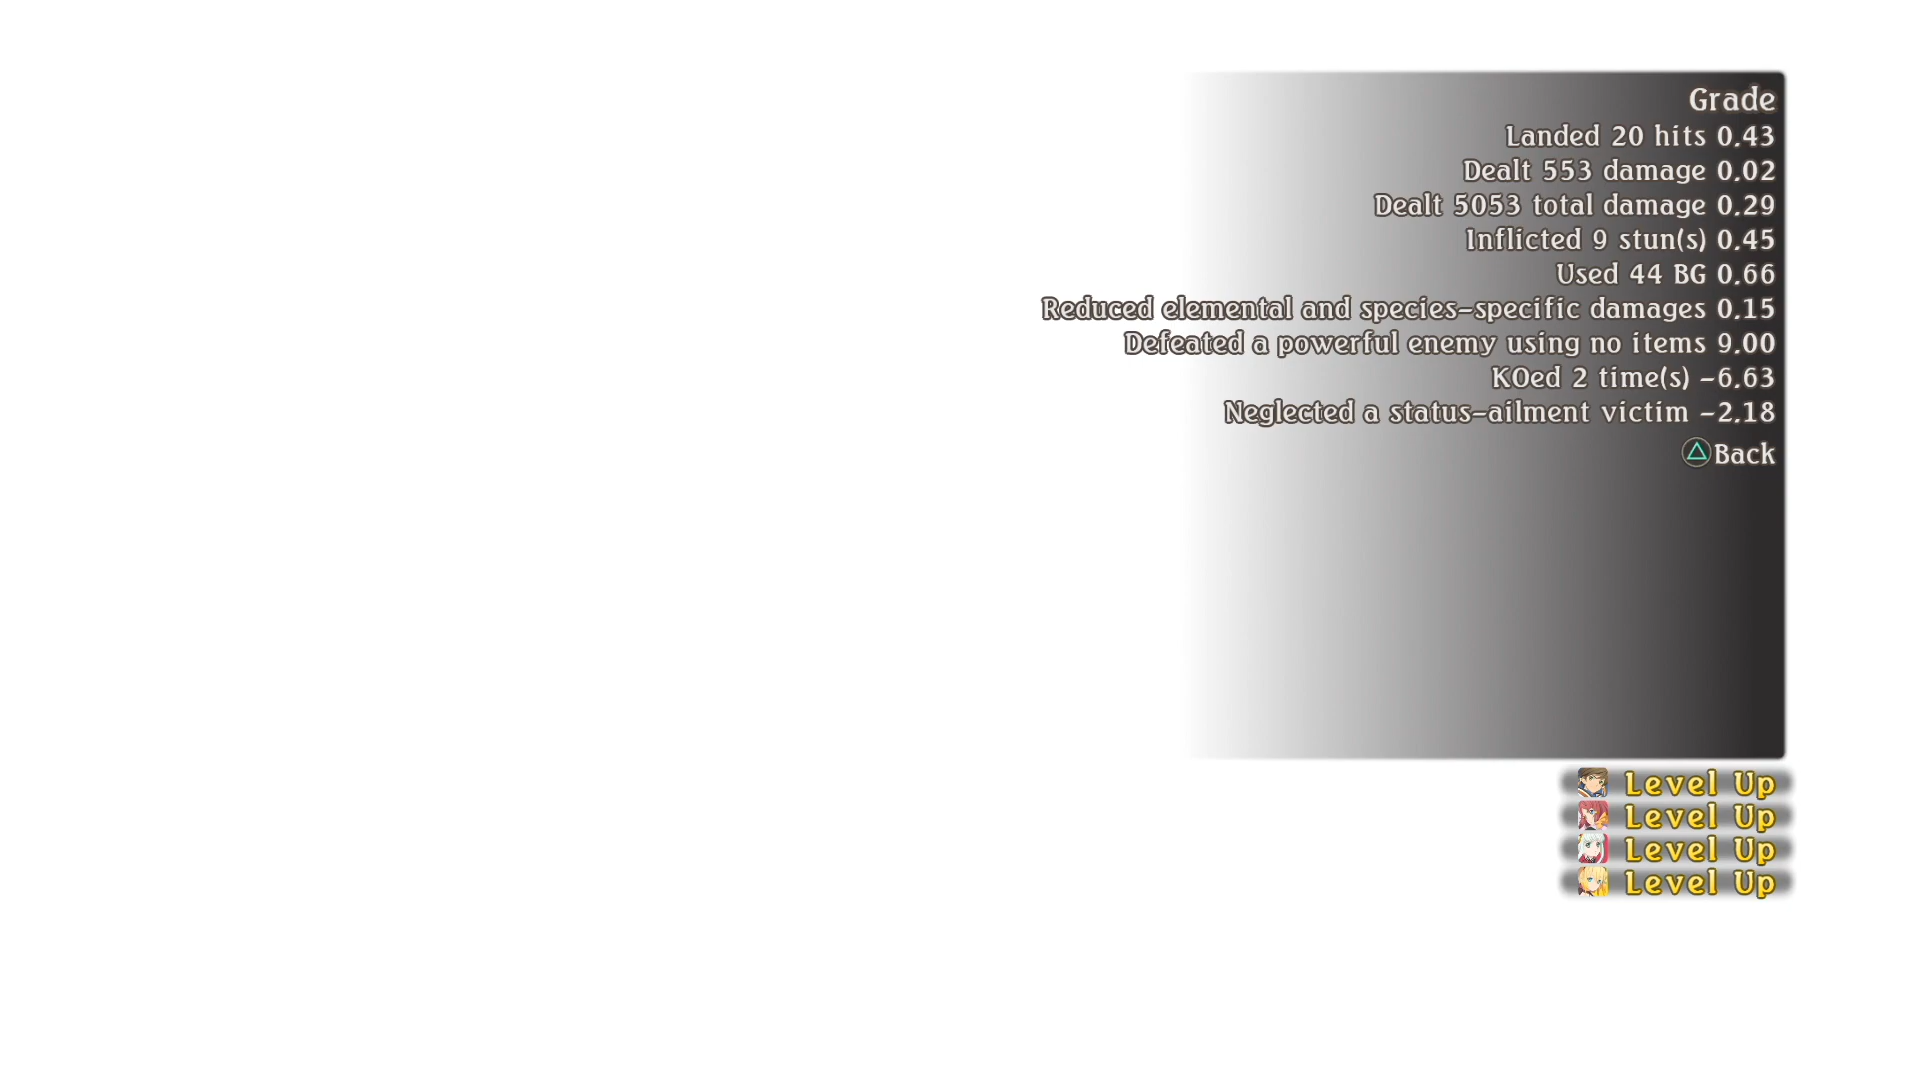 Grade
Landed 20 hits 0.43
Dealt 553 damage 0.02
Dealt 5053 total damage 0.29
Inflicted 9 stun(s) 0.45
Used 44 BG 0.66
Reduced elemental and species-specific damages 0.15
Defeated a powerful enemy using no items 9.00
KOed 2 time(s) -6.63
Neglected a status-ailment victim -2.18
Back
Level Up
Level Up
Level Up
Level Up